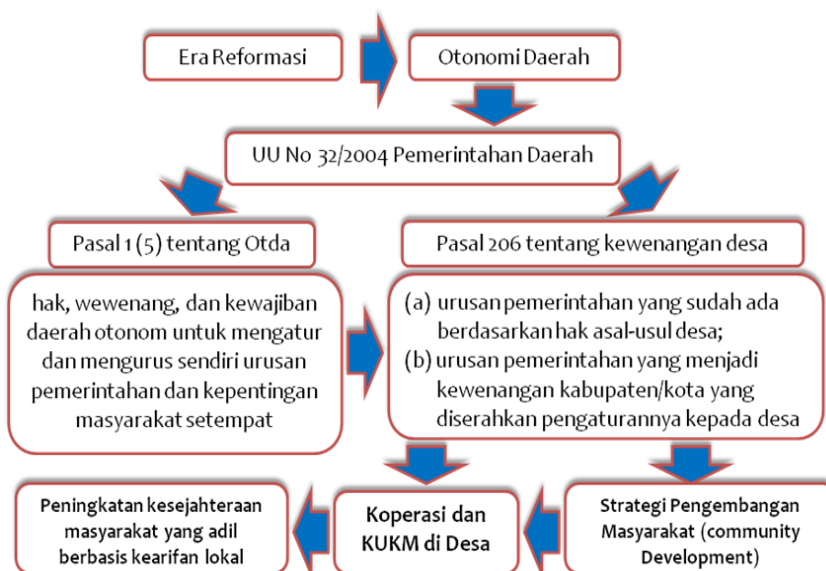 Era Reformasi
Otonomi Daerah
UU No 32/2004 Pemerintahan Daerah
Pasal 1 (5) tentang Otda
hak, wewenang, dan kewajiban
daerah otonom untuk mengatur
dan mengurus sendiri urusan
pemerintahan dan kepentingan
masyarakat setempat
Pasal 206 tentang kewenangan desa
(a) urusan pemerintahan yang sudah ada
berdasarkan hak asal-usul desa;
(b) urusan pemerintahan yang menjadi
kewenangan kabupaten/kota yang
diserahkan pengaturannya kepada desa
Strategi Pengembangan
Masyarakat (community
Development)
Koperasi dan
KUKM di Desa
Peningkatan kesejahteraan
masyarakat yang adil
berbasis kearifan lokal